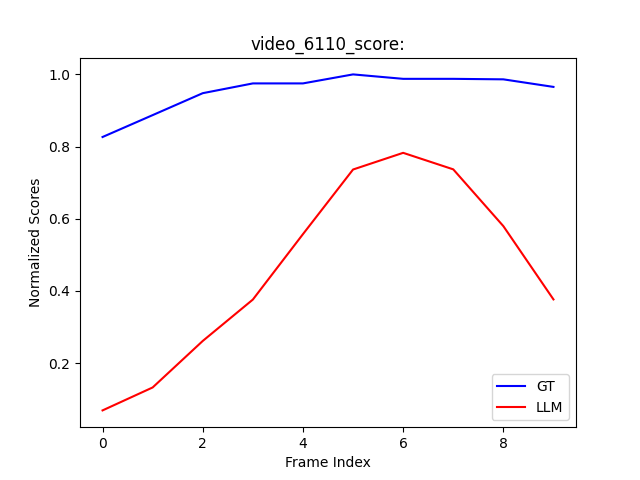 video_6110_score:
Normalized Scores
1.0
0.8
0.6
0.4
0.2
GT
LLM
0 2 4 6 8
Frame Index